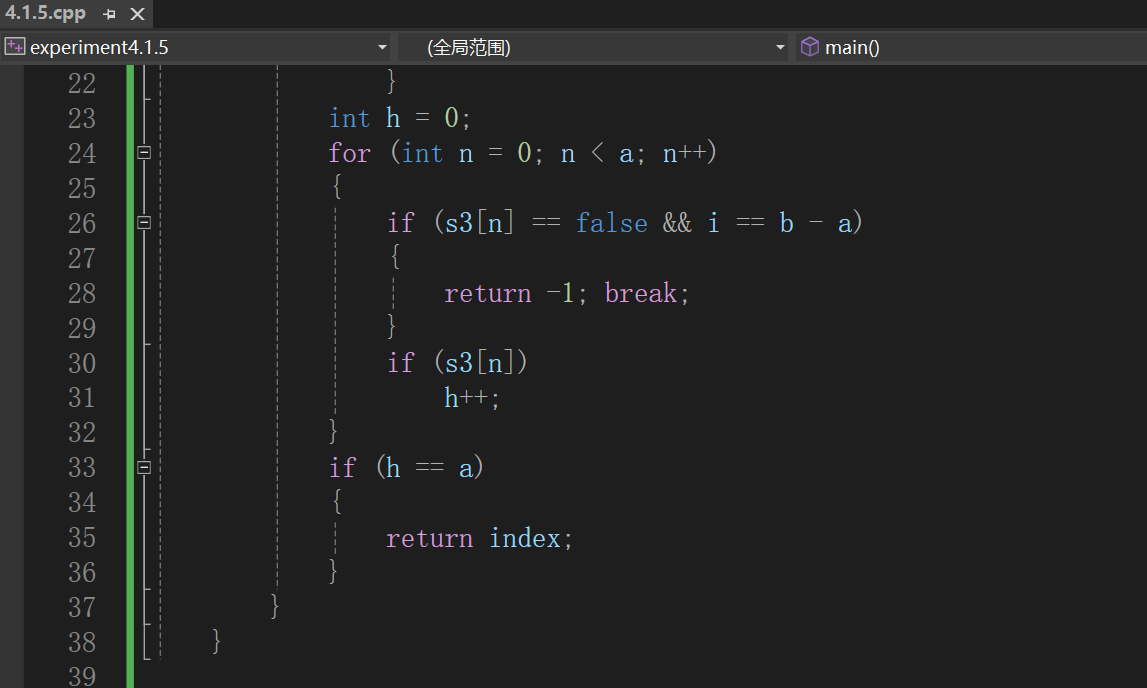 4.1.5.cpp
experiment4.1.5 (全局范围) main()
22 }
23 int h = 0;
24 for (int n = 0; n < a; n++)
25 {
26 if (s3[n] == false && i == b - a)
27 {
28 return -1; break;
29 }
30 if (s3[n])
31 h++;
32 }
33 if (h == a)
34 {
35 return index;
36 }
37 }
38 }
39